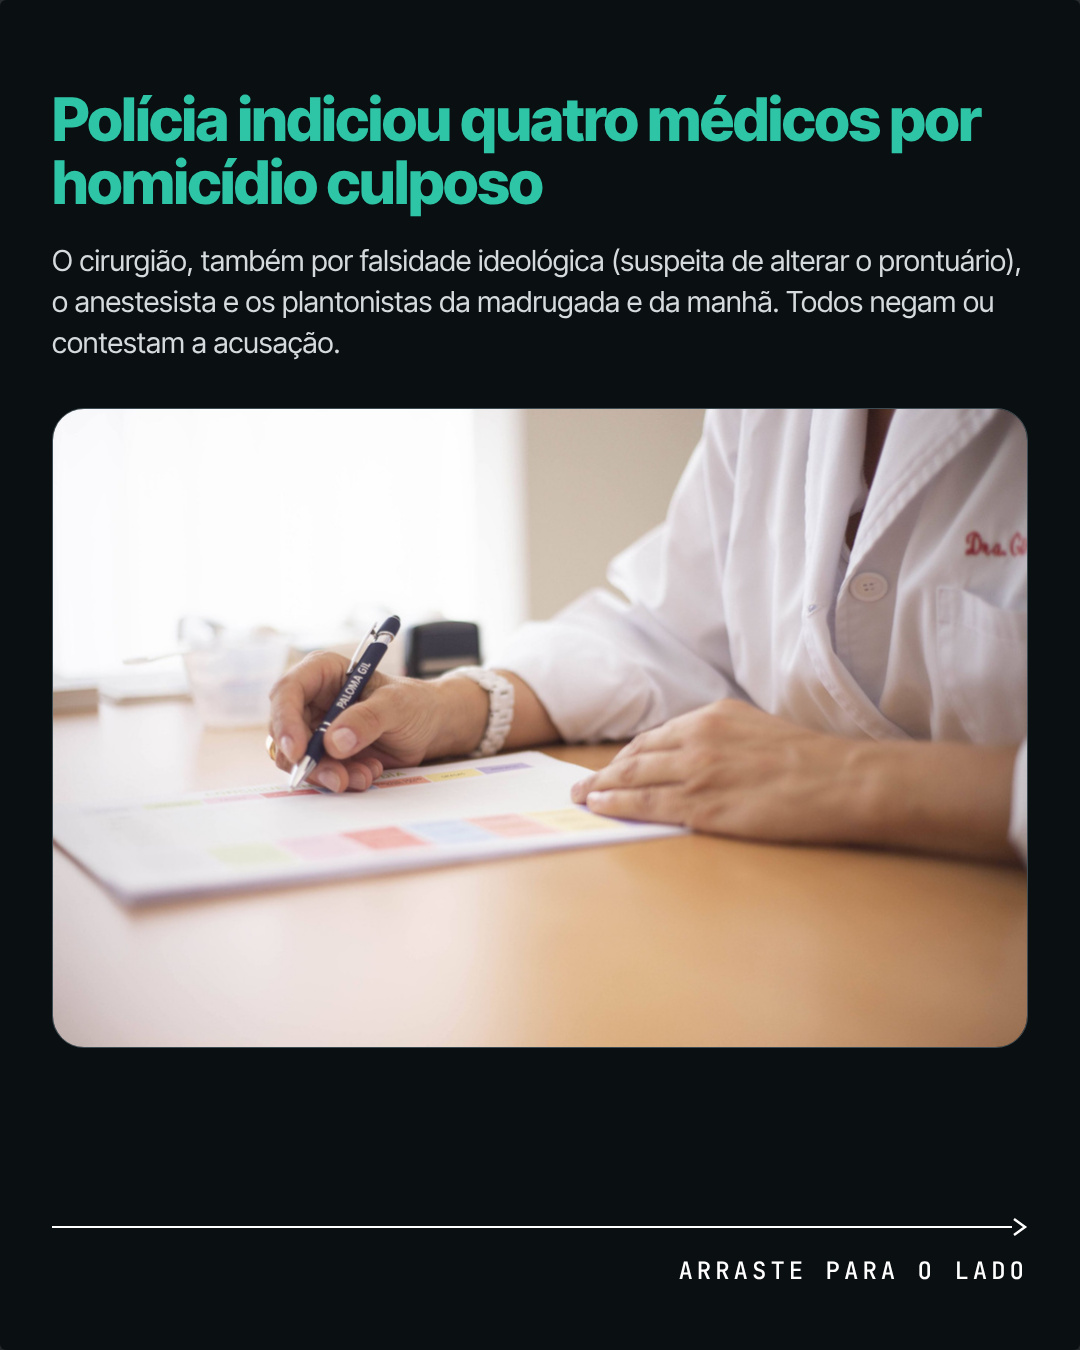 Polícia indiciou quatro médicos por
homicídio culposo
O cirurgião, também por falsidade ideológica (suspeita de alterar o prontuário),
o anestesista e os plantonistas da madrugada e da manhã. Todos negam ou
contestam a acusação.
Dra. G
PALOMA GIL
ARRASTE PARA O LADO